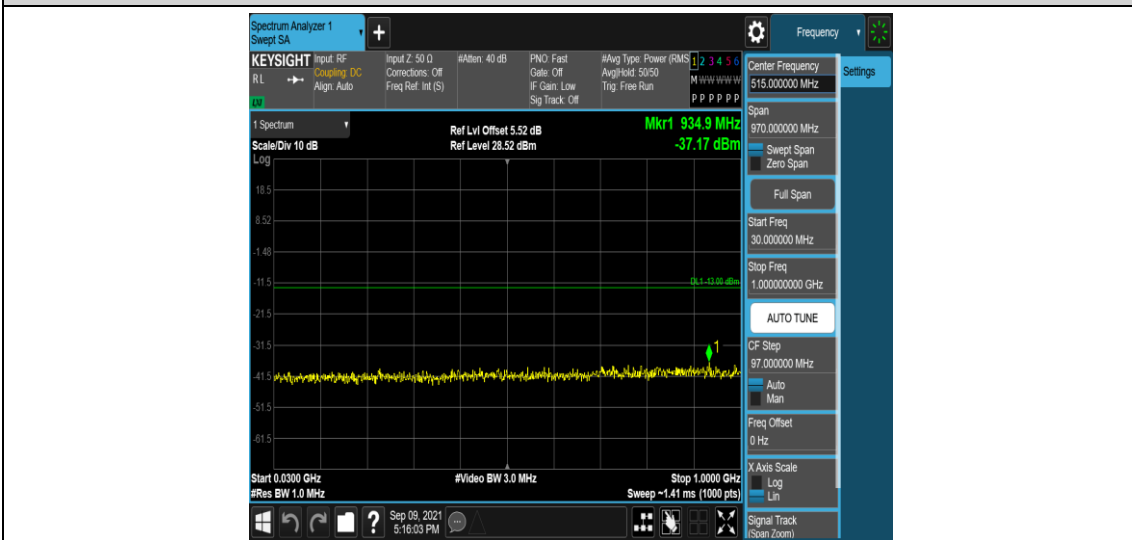 Spectrum Analyzer 1
Swept SA
+
Frequency
KEYSIGHT
RL
LW
Input: RF
Coupling: DC
Align: Auto
Input Z: 50 Ω
Corrections: Off
Freq Ref: Int (S)
#Atten: 40 dB
PNO: Fast
Gate: Off
IF Gain: Low
Sig Track: Off
#Avg Type: Power (RMS
Avg|Hold: 50/50
Trig: Free Run
1 2 3 4 5 6
M W W W W W
P P P P P P
1 Spectrum
Ref Lvl Offset 5.52 dB
Mkr1 934.9 MHz
Scale/Div 10 dB
Ref Level 28.52 dBm
-37.17 dBm
Log
18.5
8.52
-1.48
-11.5
DL1 -13.00 dBm
-21.5
-31.5
1
-41.5
-51.5
-61.5
Start 0.0300 GHz
#Video BW 3.0 MHz
Stop 1.0000 GHz
#Res BW 1.0 MHz
Sweep ~1.41 ms (1000 pts)
?
Sep 09, 2021
5:16:03 PM
Center Frequency
515.000000 MHz
Settings
Span
970.000000 MHz
Swept Span
Zero Span
Full Span
Start Freq
30.000000 MHz
Stop Freq
1.000000000 GHz
AUTO TUNE
CF Step
97.000000 MHz
Auto
Man
Freq Offset
0 Hz
X Axis Scale
Log
Lin
Signal Track
(Span Zoom)